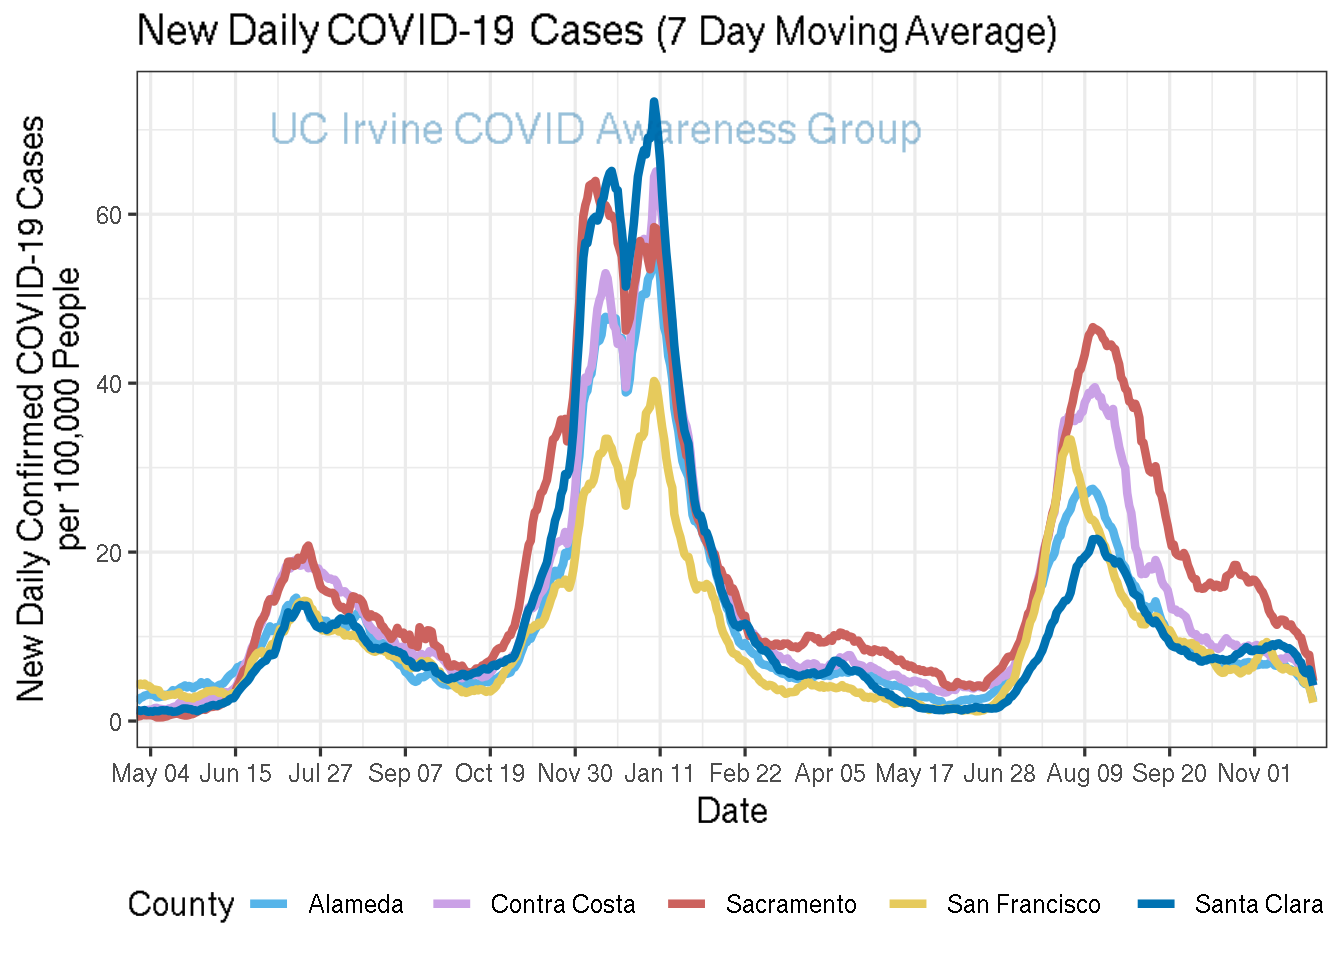 New Daily COVID-19 Cases (7 Day Moving Average)
UC Irvine COVID Awareness Group
New Daily Confirmed COVID-19 Cases
per 100,000 People
60
40
20
0
May 04 Jun 15 Jul 27 Sep 07 Oct 19 Nov 30 Jan 11 Feb 22 Apr 05 May 17 Jun 28 Aug 09 Sep 20 Nov 01
Date
County Alameda Contra Costa Sacramento San Francisco Santa Clara